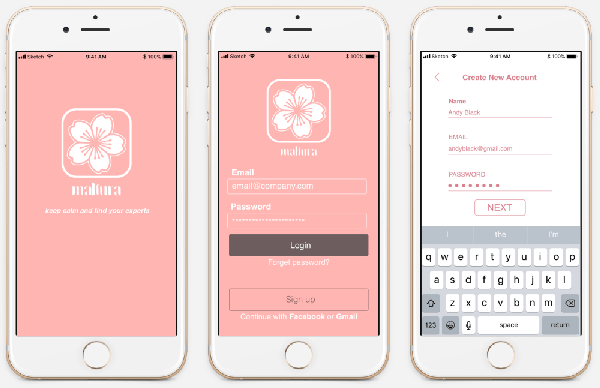 Sketch 9:41 AM 100%
maltura
keep calm and find your experts
Sketch 9:41 AM 100%
maltura
Email
email@company.com
Password
Login
Forget password?
Sign up
Continue with Facebook or Gmail
Sketch 9:41 AM 100%
Create New Account
Name
Andy Black
EMAIL
andyblack@gmail.com
PASSWORD
NEXT
I the I'm
q w e r t y u i o p
a s d f g h j k l
z x c v b n m
123 space return